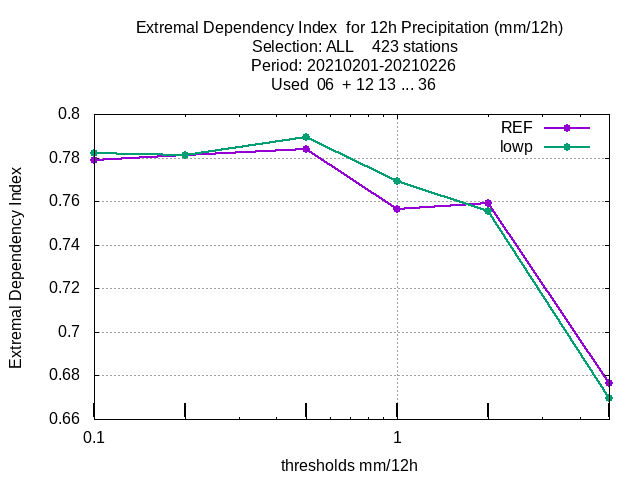 Extremal Dependency Index  for 12h Precipitation (mm/12h)
Selection: ALL    423 stations
Period: 20210201-20210226
Used  06  + 12 13 ... 36
REF
lowp
Extremal Dependency Index
0.8
0.78
0.76
0.74
0.72
0.7
0.68
0.66
0.1
1
thresholds mm/12h